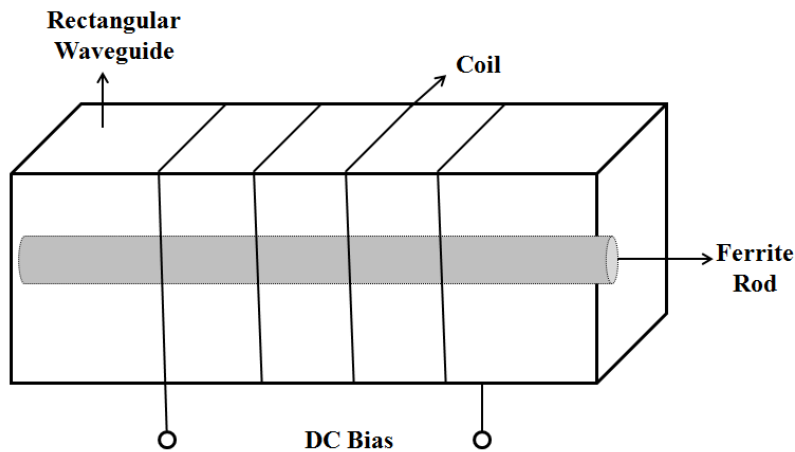 Rectangular
Waveguide
Coil
Ferrite
Rod
DC Bias